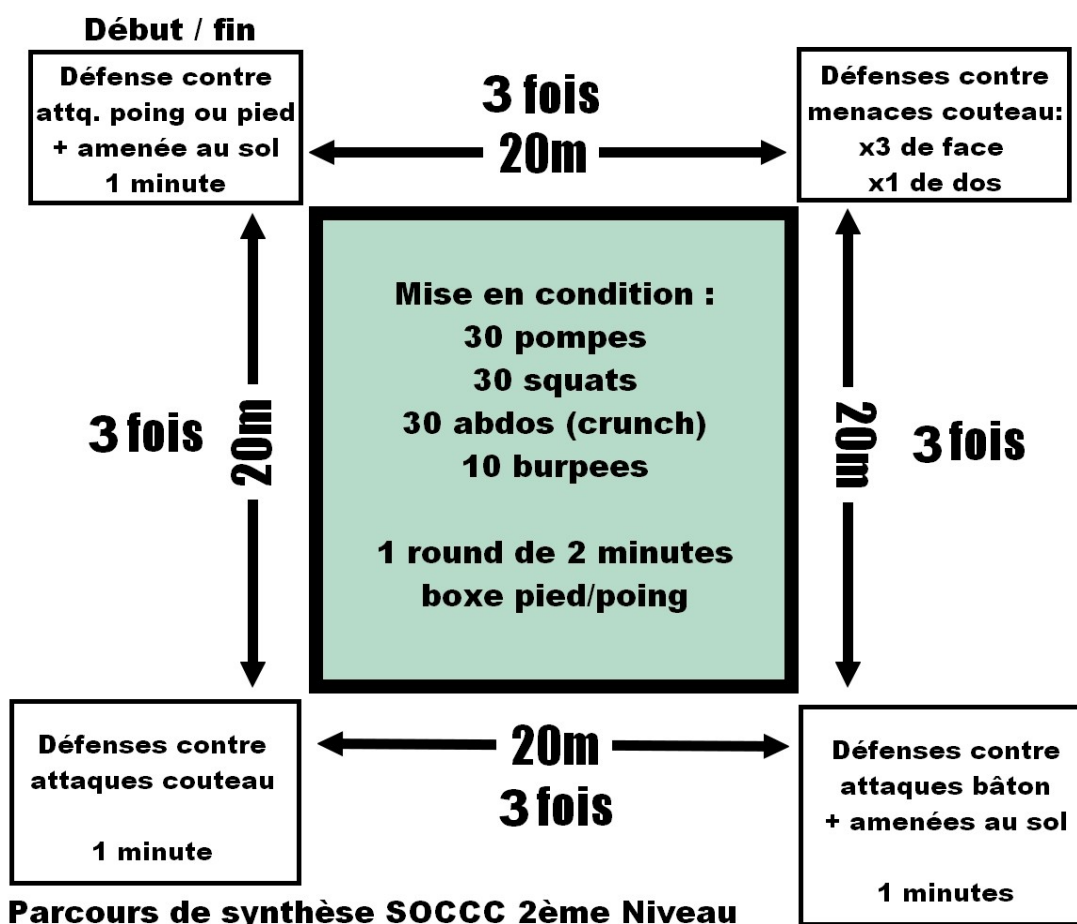 Début / fin
Défense contre
attq. poing ou pied
+ amenée au sol
1 minute
3 fois
20m
Défenses contre
menaces couteau:
x3 de face
x1 de dos
Mise en condition :
30 pompes
30 squats
30 abdos (crunch)
10 burpees
1 round de 2 minutes
boxe pied/poing
3 fois
20m
20m
3 fois
Défenses contre
attaques couteau
1 minute
20m
3 fois
Défenses contre
attaques bâton
+ amenées au sol
1 minutes
Parcours de synthèse SOCCC 2ème Niveau